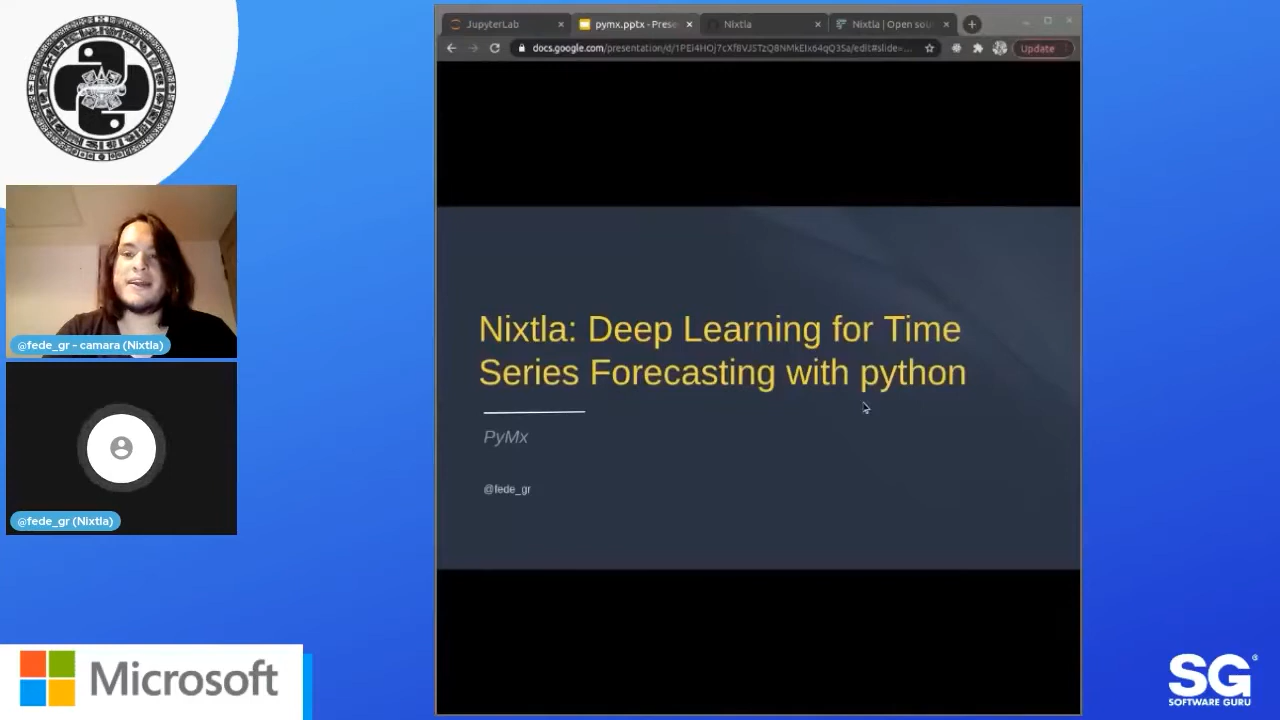 JupyterLab
pymx.pptx - Prese
Nixtla
Nixtla | Open sou
Update
@fede_gr - camara (Nixtla)
Nixtla: Deep Learning for Time
Series Forecasting with python
PyMx
@fede_gr
@fede_gr (Nixtla)
Microsoft
SG
SOFTWARE GURU